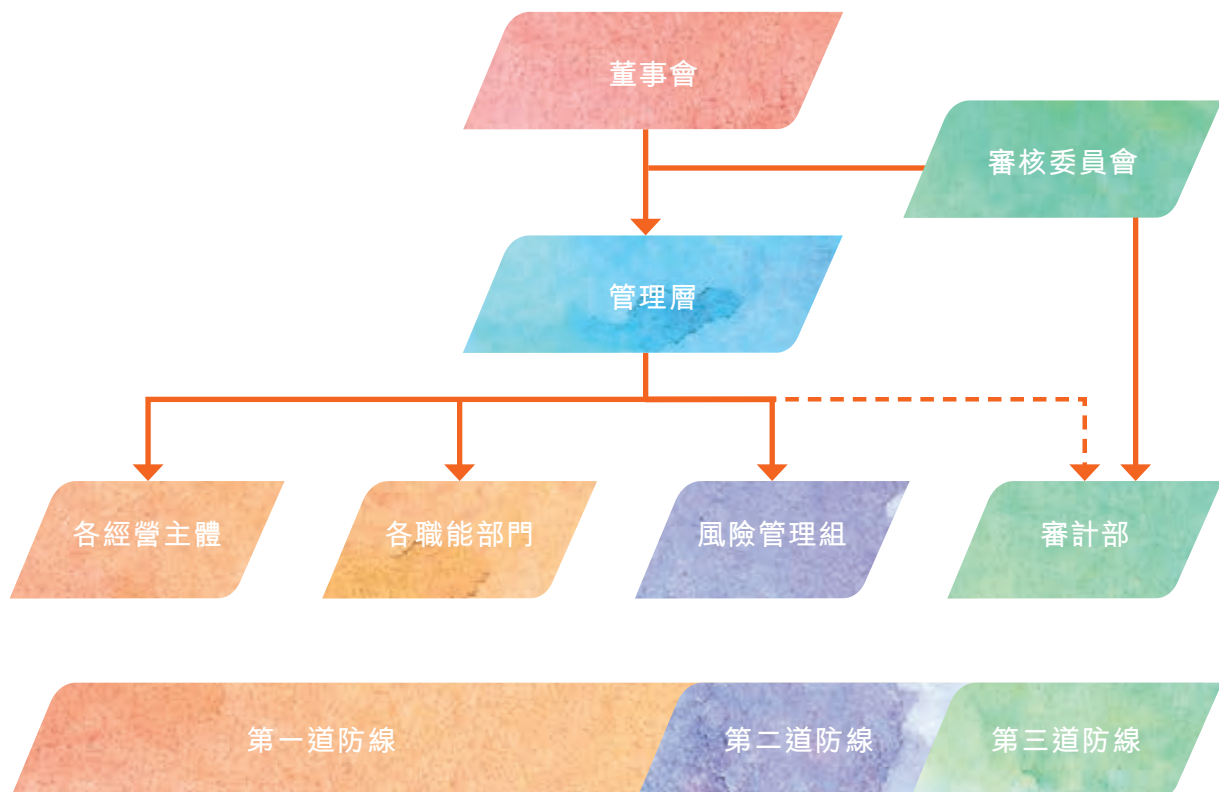 董事會
審核委員會
管理層
各經營主體
各職能部門
風險管理組
審計部
第一道防線
第二道防線
第三道防線